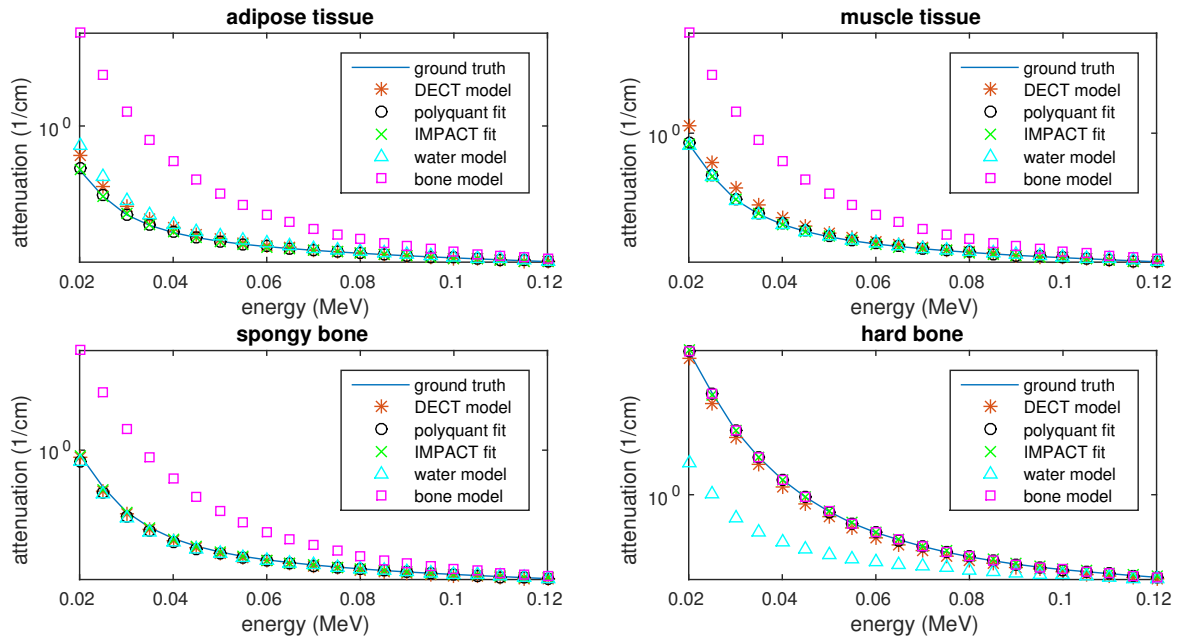 adipose tissue
attenuation (1/cm)
10^0
ground truth
DECT model
polyquant fit
IMPACT fit
water model
bone model
0.02 0.04 0.06 0.08 0.1 0.12
energy (MeV)
muscle tissue
attenuation (1/cm)
10^0
ground truth
DECT model
polyquant fit
IMPACT fit
water model
bone model
0.02 0.04 0.06 0.08 0.1 0.12
energy (MeV)
spongy bone
attenuation (1/cm)
10^0
ground truth
DECT model
polyquant fit
IMPACT fit
water model
bone model
0.02 0.04 0.06 0.08 0.1 0.12
energy (MeV)
hard bone
attenuation (1/cm)
10^0
ground truth
DECT model
polyquant fit
IMPACT fit
water model
bone model
0.02 0.04 0.06 0.08 0.1 0.12
energy (MeV)